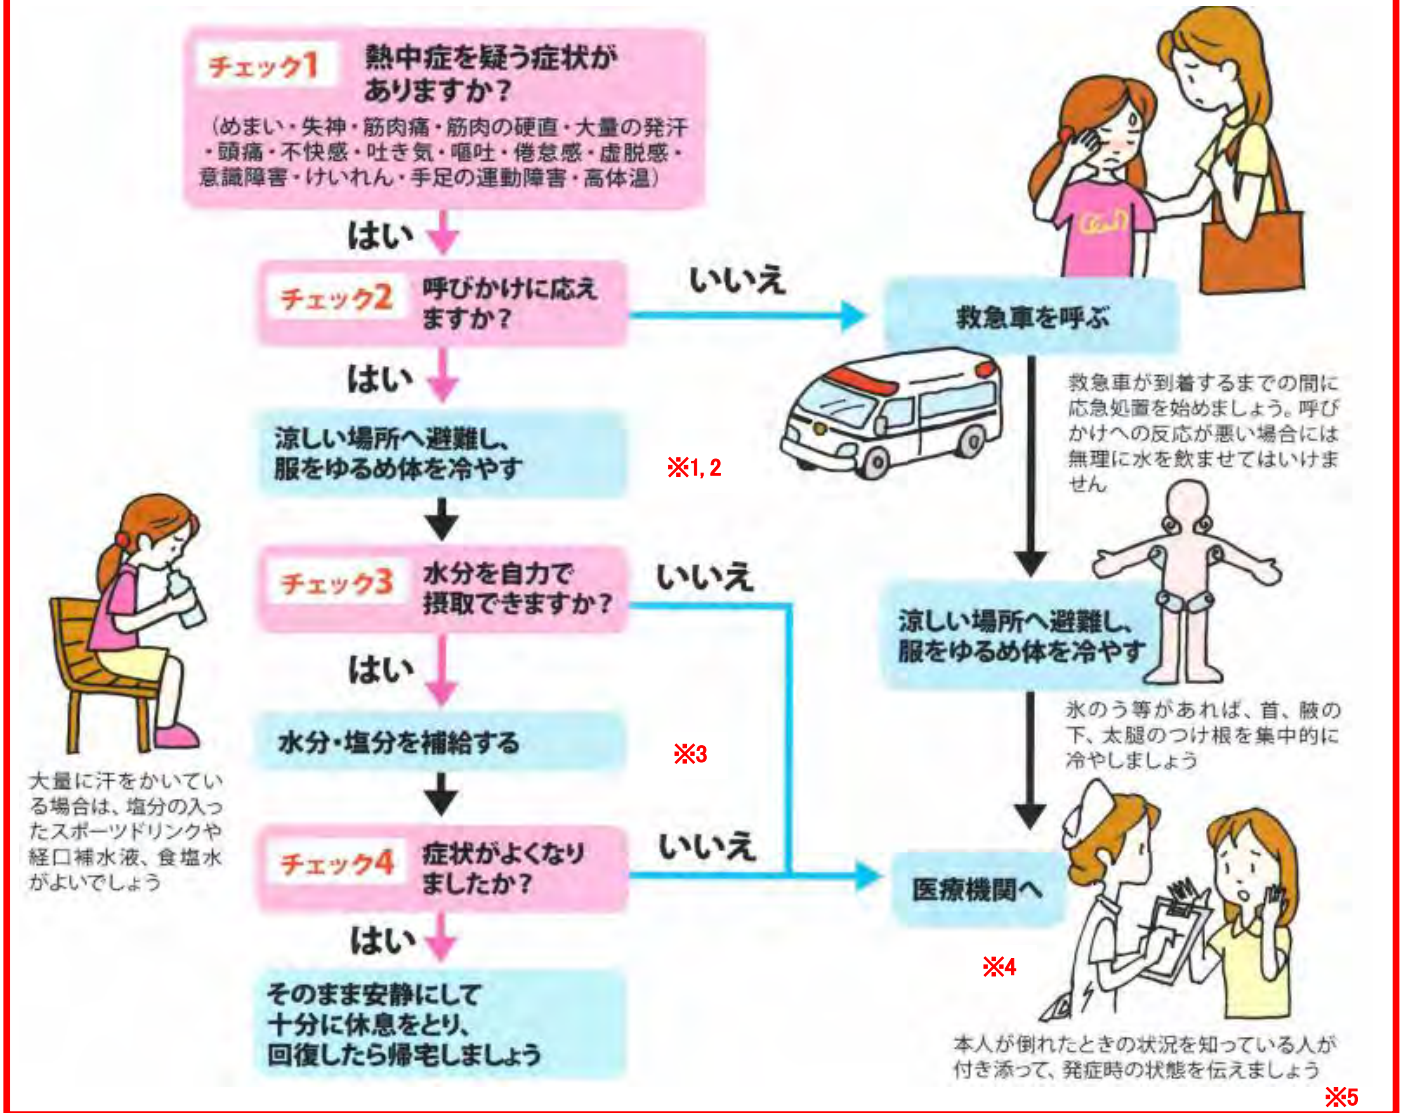 チェック1
熱中症を疑う症状が
ありますか？
（めまい・失神・筋肉痛・筋肉の硬直・大量の発汗
・頭痛・不快感・吐き気・嘔吐・倦怠感・虚脱感・
意識障害・けいれん・手足の運動障害・高体温）
はい
チェック2
呼びかけに応え
ますか？
いいえ
救急車を呼ぶ
救急車が到着するまでの間に
応急処置を始めましょう。呼び
かけへの反応が悪い場合には
無理に水を飲ませてはいけま
せん
はい
涼しい場所へ避難し、
服をゆるめ体を冷やす
※1,2
チェック3
水分を自力で
摂取できますか？
いいえ
涼しい場所へ避難し、
服をゆるめ体を冷やす
氷のう等があれば、首、腋の
下、太腿のつけ根を集中的に
冷やしましょう
はい
水分・塩分を補給する
※3
大量に汗をかいてい
る場合は、塩分の入っ
たスポーツドリンクや
経口補水液、食塩水
がよいでしょう
チェック4
症状がよくなり
ましたか？
いいえ
医療機関へ
※4
はい
そのまま安静にして
十分に休息をとり、
回復したら帰宅しましょう
本人が倒れたときの状況を知っている人が
付き添って、発症時の状態を伝えましょう
※5